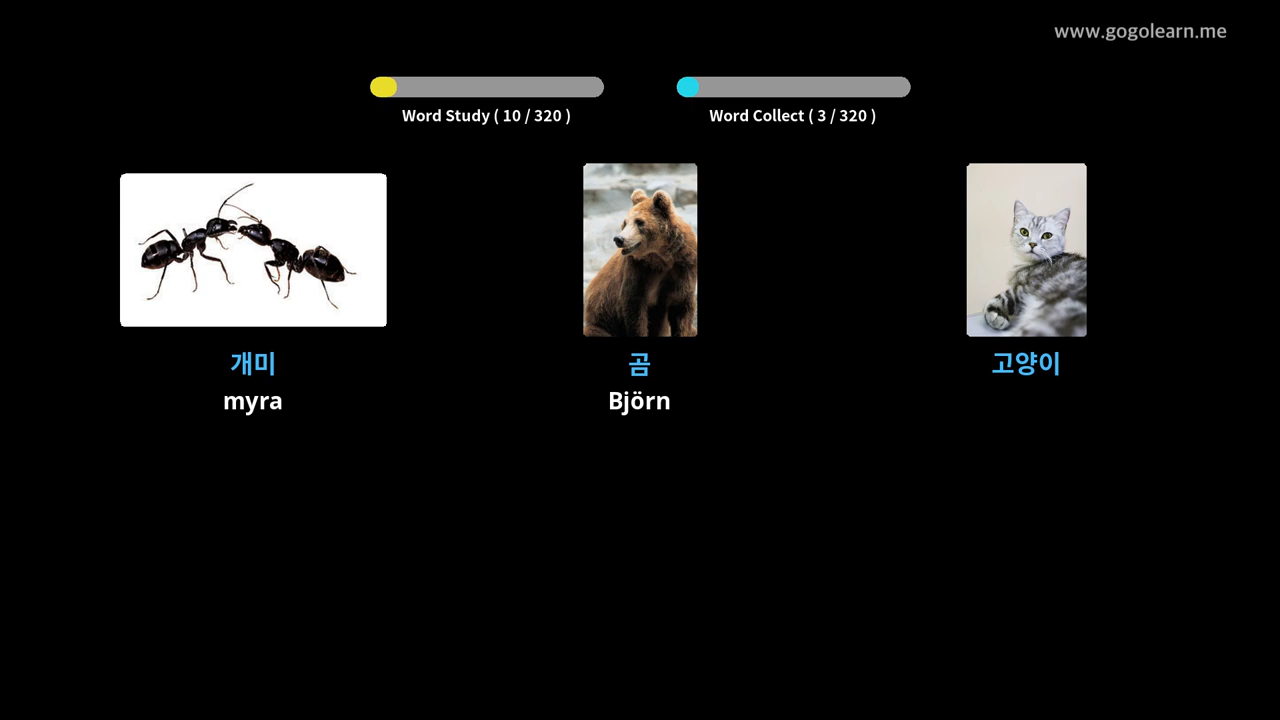 www.gogolearn.me
Word Study ( 10 / 320 )
Word Collect ( 3 / 320 )
개미
곰
고양이
myra
Björn